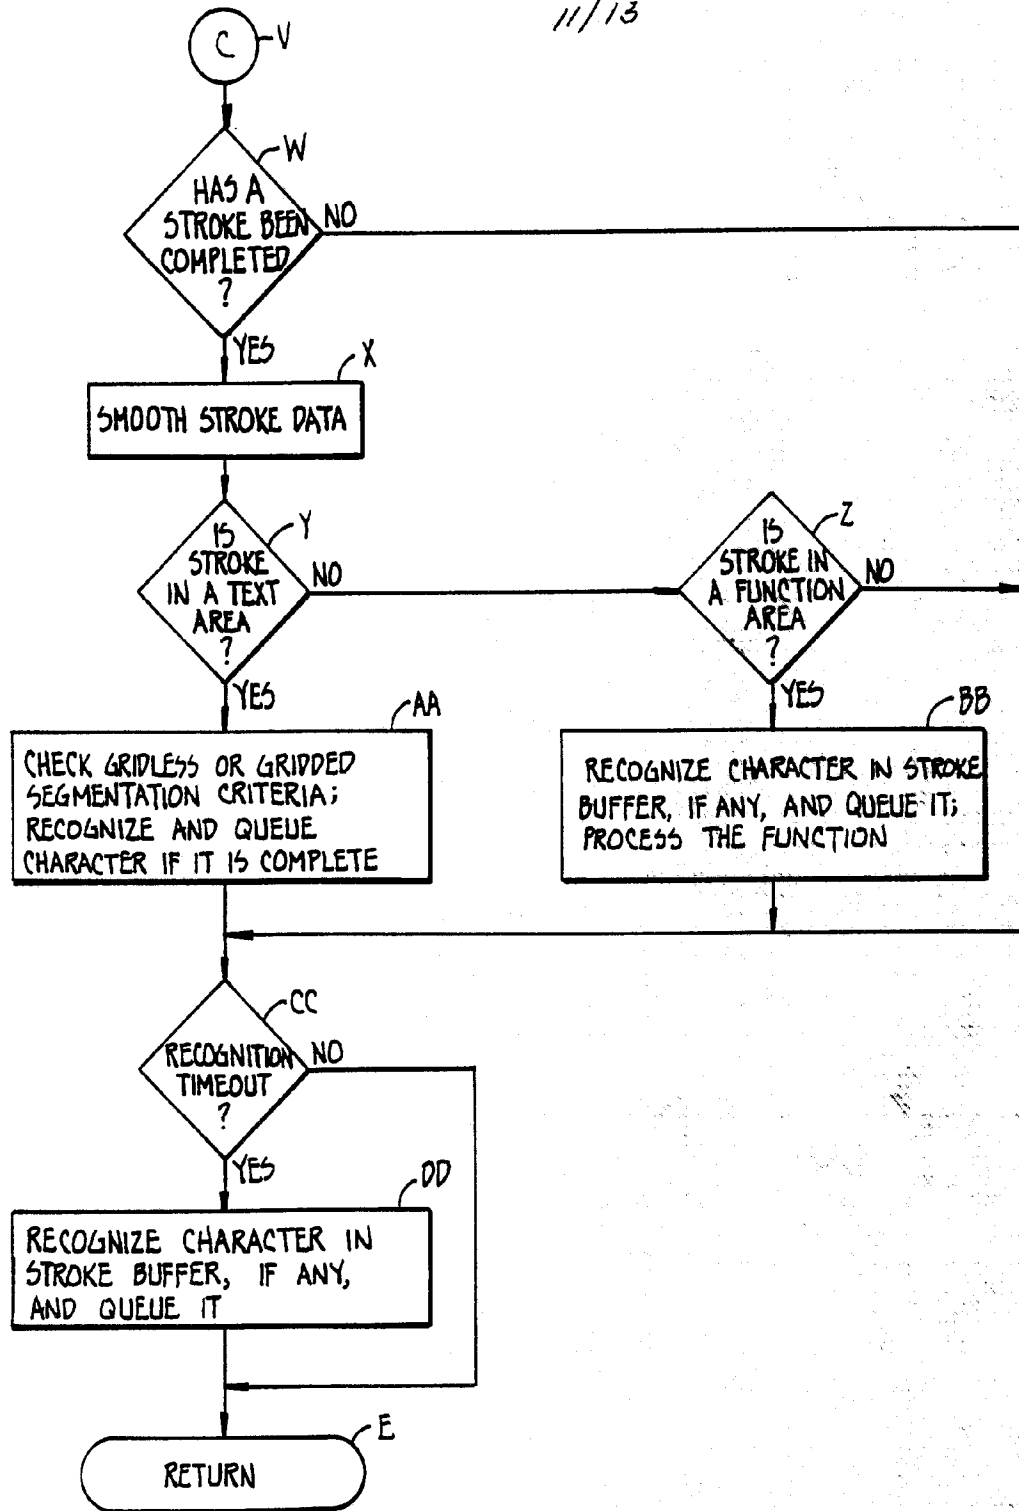 11/13
C
V
W
HAS A
STROKE BEEN
COMPLETED
?
NO
YES
X
SMOOTH STROKE DATA
Y
IS
STROKE
IN A TEXT
AREA
?
NO
YES
Z
IS
STROKE IN
A FUNCTION
AREA
?
NO
YES
AA
CHECK GRIDLESS OR GRIDDED
SEGMENTATION CRITERIA;
RECOGNIZE AND QUEUE
CHARACTER IF IT IS COMPLETE
BB
RECOGNIZE CHARACTER IN STROKE
BUFFER, IF ANY, AND QUEUE IT;
PROCESS THE FUNCTION
CC
RECOGNITION
TIMEOUT
?
NO
YES
DD
RECOGNIZE CHARACTER IN
STROKE BUFFER, IF ANY,
AND QUEUE IT
E
RETURN